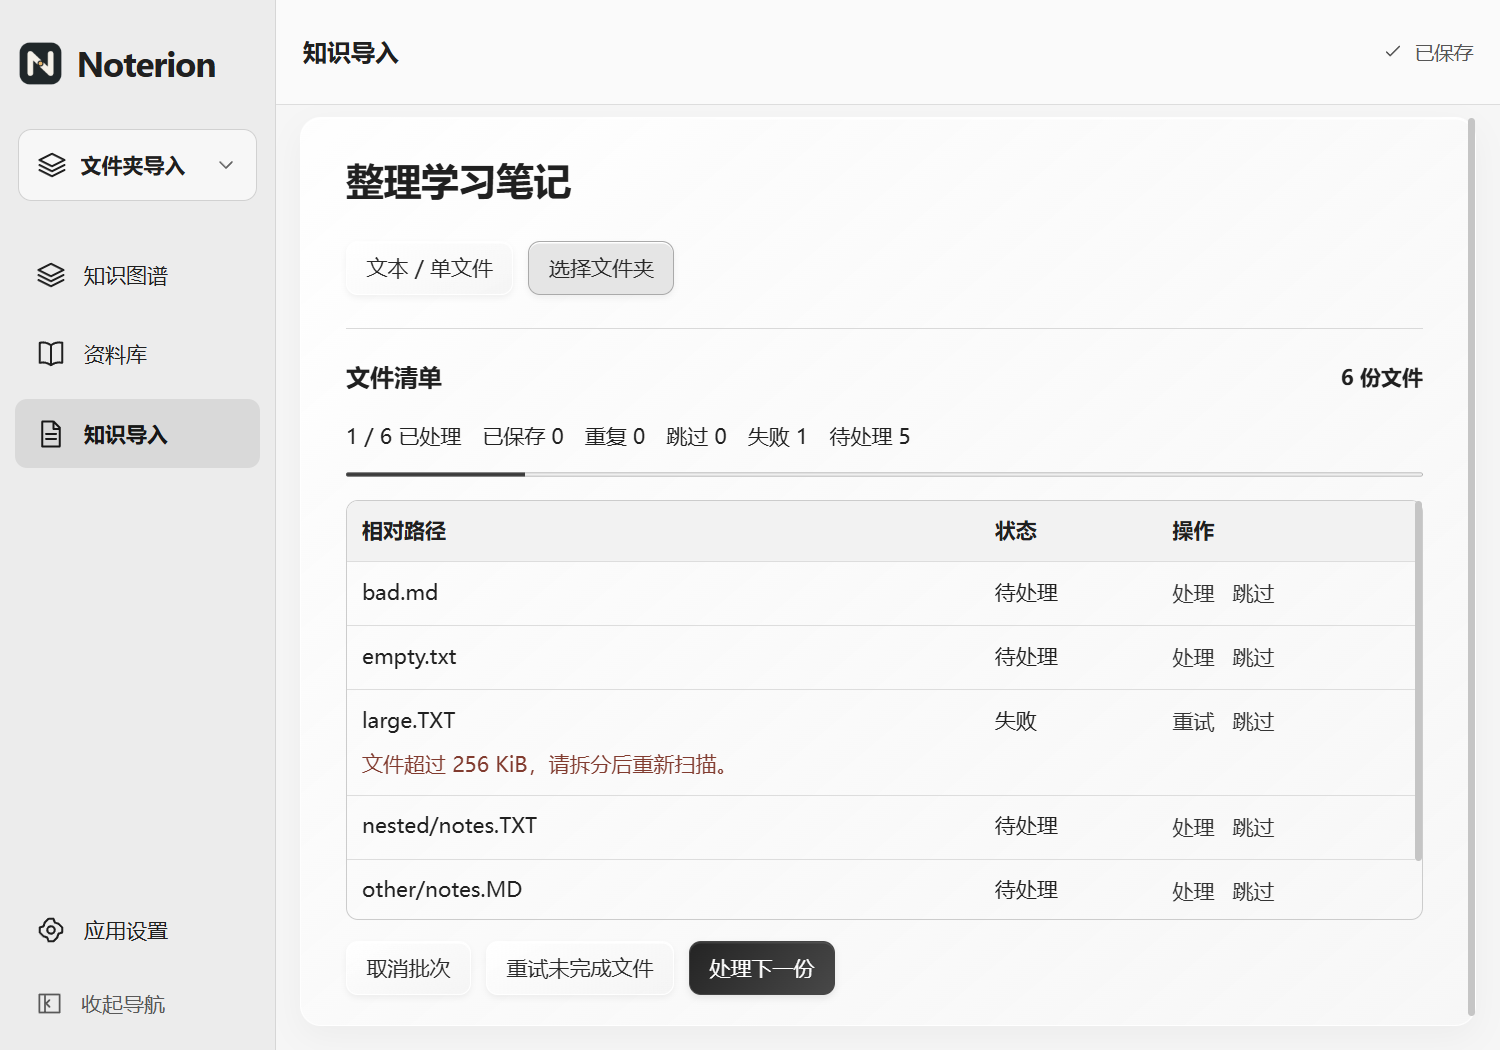 Noterion
文件夹导入
知识图谱
资料库
知识导入
应用设置
收起导航
知识导入
已保存
整理学习笔记
文本 / 单文件
选择文件夹
文件清单
6 份文件
1 / 6 已处理 已保存 0 重复 0 跳过 0 失败 1 待处理 5
相对路径 状态 操作
bad.md 待处理 处理 跳过
empty.txt 待处理 处理 跳过
large.TXT 失败 重试 跳过
文件超过 256 KiB，请拆分后重新扫描。
nested/notes.TXT 待处理 处理 跳过
other/notes.MD 待处理 处理 跳过
取消批次 重试未完成文件 处理下一份